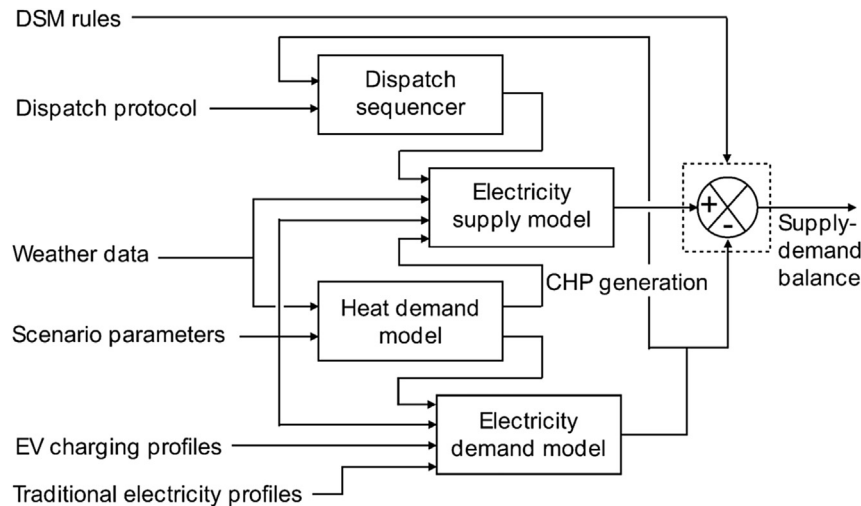 DSM rules
Dispatch
sequencer
Dispatch protocol
Electricity
supply model
+
-
Supply-
demand
balance
Weather data
CHP generation
Heat demand
model
Scenario parameters
Electricity
demand model
EV charging profiles
Traditional electricity profiles